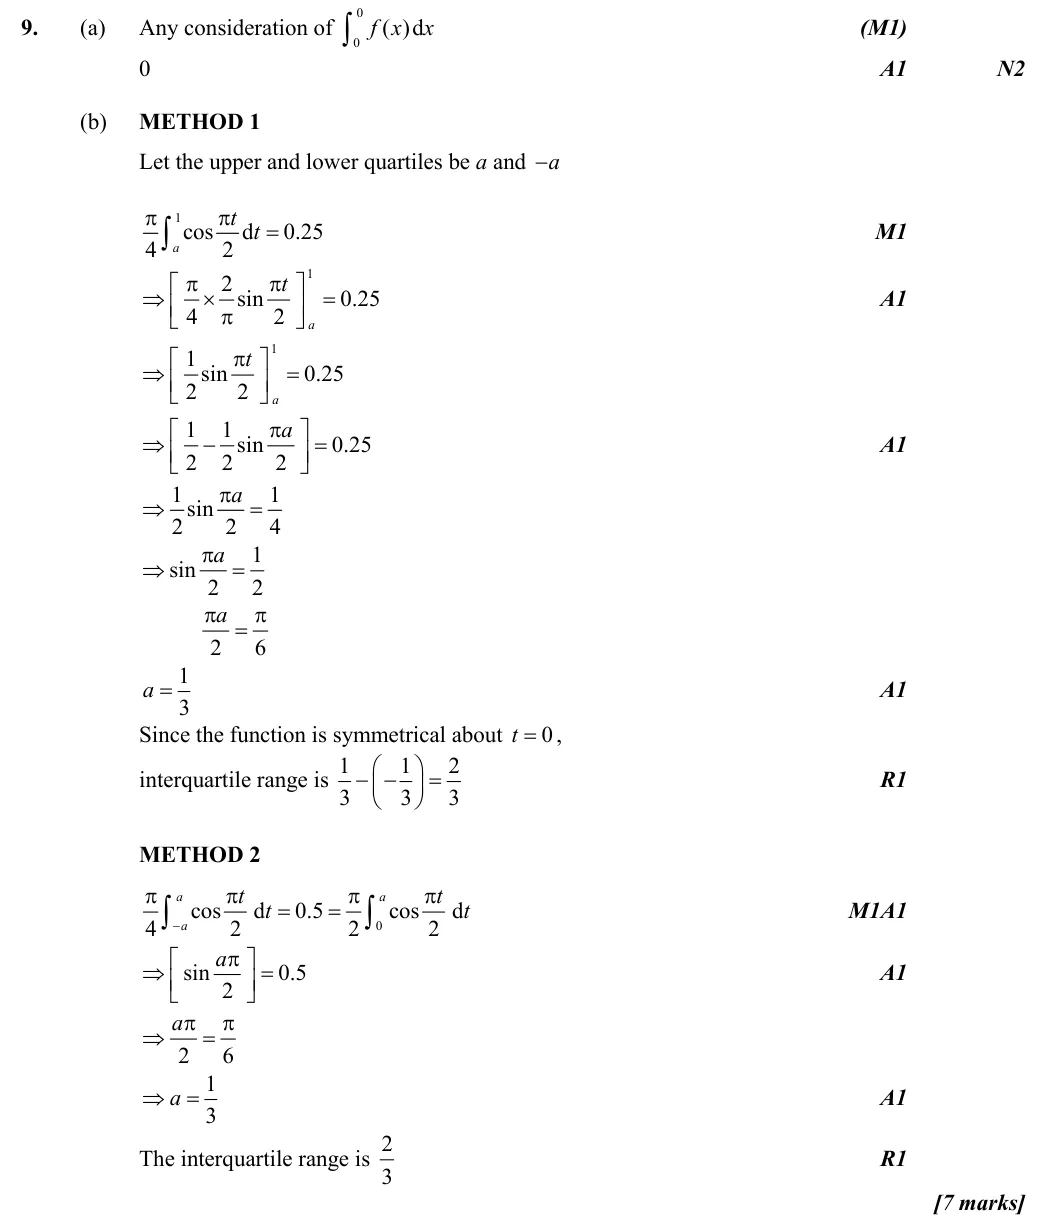 9. (a) Any consideration of ∫₀⁰ f(x)dx (M1)
0 A1 N2
(b) METHOD 1
Let the upper and lower quartiles be a and −a
π/4 ∫ₐ¹ cos πt/2 dt = 0.25 M1
⇒ [π/4 × 2/π sin πt/2]ₐ¹ = 0.25 A1
⇒ [1/2 sin πt/2]ₐ¹ = 0.25
⇒ [1/2 − 1/2 sin πa/2] = 0.25 A1
⇒ 1/2 sin πa/2 = 1/4
⇒ sin πa/2 = 1/2
πa/2 = π/6
a = 1/3 A1
Since the function is symmetrical about t = 0,
interquartile range is 1/3 − (−1/3) = 2/3 R1
METHOD 2
π/4 ∫₋ₐᵃ cos πt/2 dt = 0.5 = π/2 ∫₀ᵃ cos πt/2 dt M1A1
⇒ [sin aπ/2] = 0.5 A1
⇒ aπ/2 = π/6
⇒ a = 1/3 A1
The interquartile range is 2/3 R1
[7 marks]